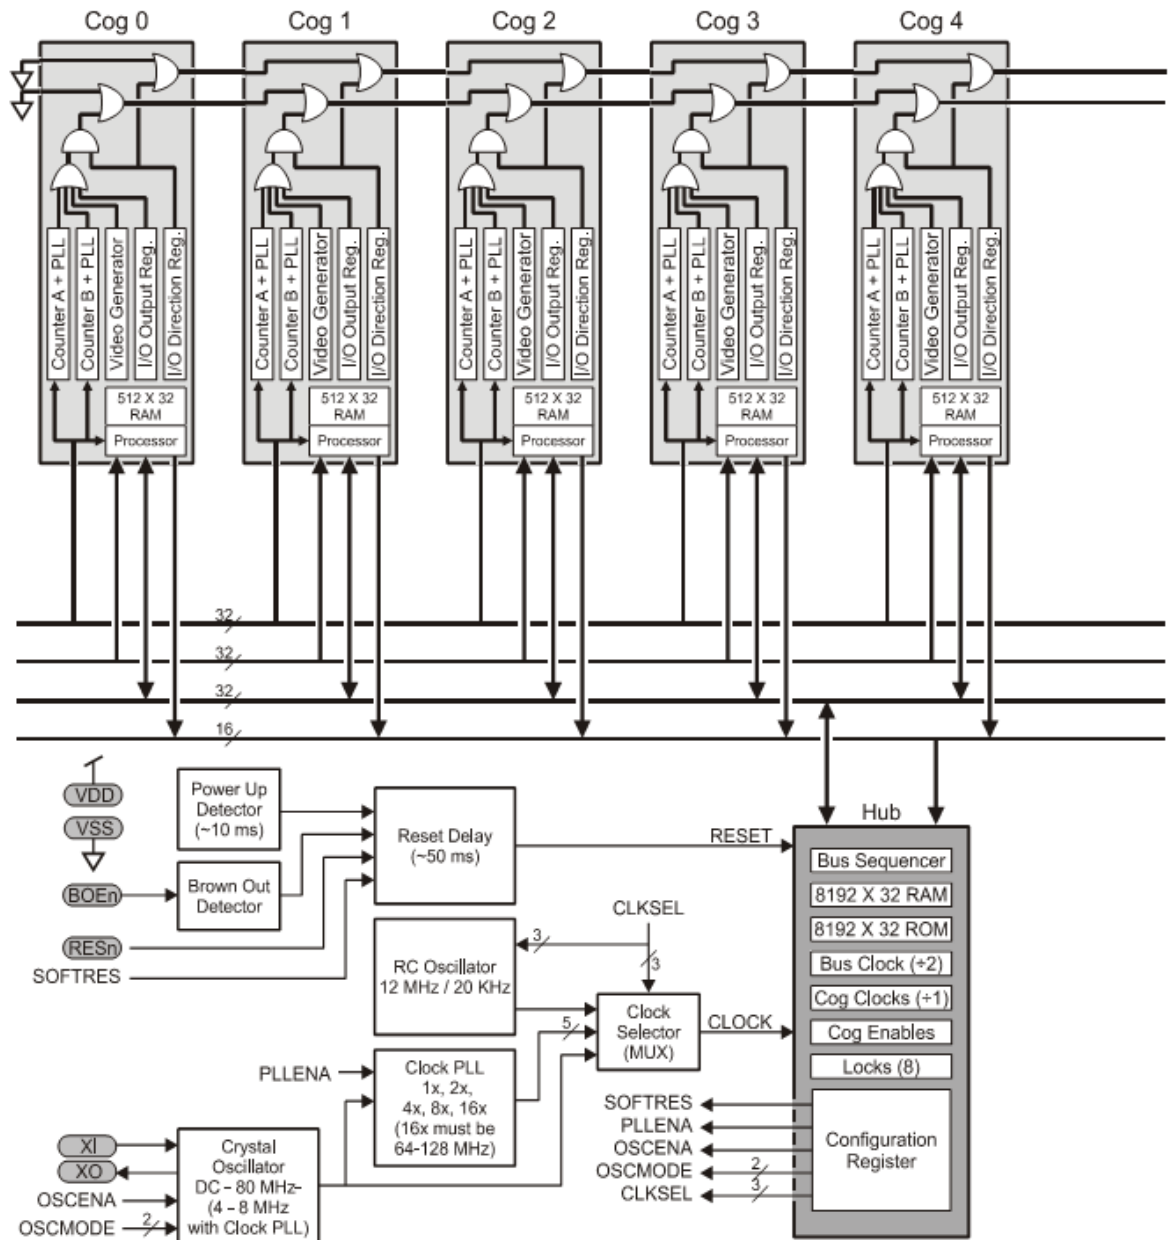 Cog 0
Cog 1
Cog 2
Cog 3
Cog 4
Counter A + PLL
Counter B + PLL
Video Generator
I/O Output Reg.
I/O Direction Reg.
Counter A + PLL
Counter B + PLL
Video Generator
I/O Output Reg.
I/O Direction Reg.
Counter A + PLL
Counter B + PLL
Video Generator
I/O Output Reg.
I/O Direction Reg.
Counter A + PLL
Counter B + PLL
Video Generator
I/O Output Reg.
I/O Direction Reg.
Counter A + PLL
Counter B + PLL
Video Generator
I/O Output Reg.
I/O Direction Reg.
512 X 32
RAM
Processor
512 X 32
RAM
Processor
512 X 32
RAM
Processor
512 X 32
RAM
Processor
512 X 32
RAM
Processor
32
32
32
16
VDD
VSS
BOEn
RESn
SOFTRES
Power Up
Detector
(~10 ms)
Brown Out
Detector
Reset Delay
(~50 ms)
RESET
CLKSEL
3
3
RC Oscillator
12 MHz / 20 KHz
Clock
Selector
(MUX)
5
CLOCK
PLLENA
Clock PLL
1x, 2x,
4x, 8x, 16x
(16x must be
64-128 MHz)
XI
XO
OSCENA
OSCMODE
2
Crystal
Oscillator
DC – 80 MHz–
(4 – 8 MHz
with Clock PLL)
Hub
Bus Sequencer
8192 X 32 RAM
8192 X 32 ROM
Bus Clock (÷2)
Cog Clocks (÷1)
Cog Enables
Locks (8)
Configuration
Register
SOFTRES
PLLENA
OSCENA
OSCMODE
2
CLKSEL
3